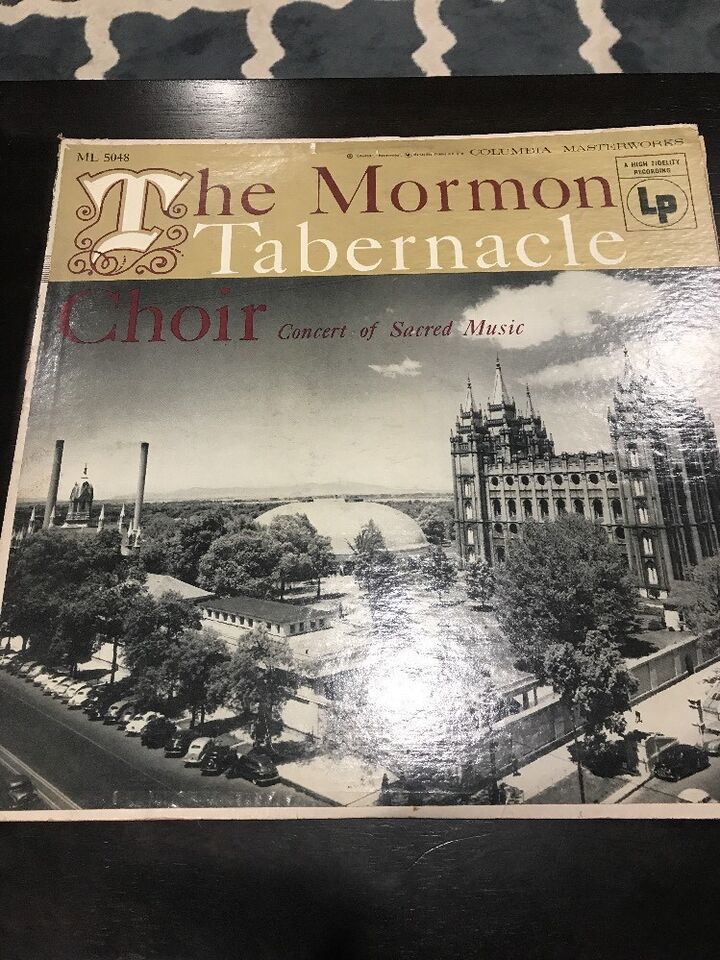 ML 5048
COLUMBIA MASTERWORKS
The Mormon
Tabernacle
Choir Concert of Sacred Music
A HIGH FIDELITY
RECORDING
Lp